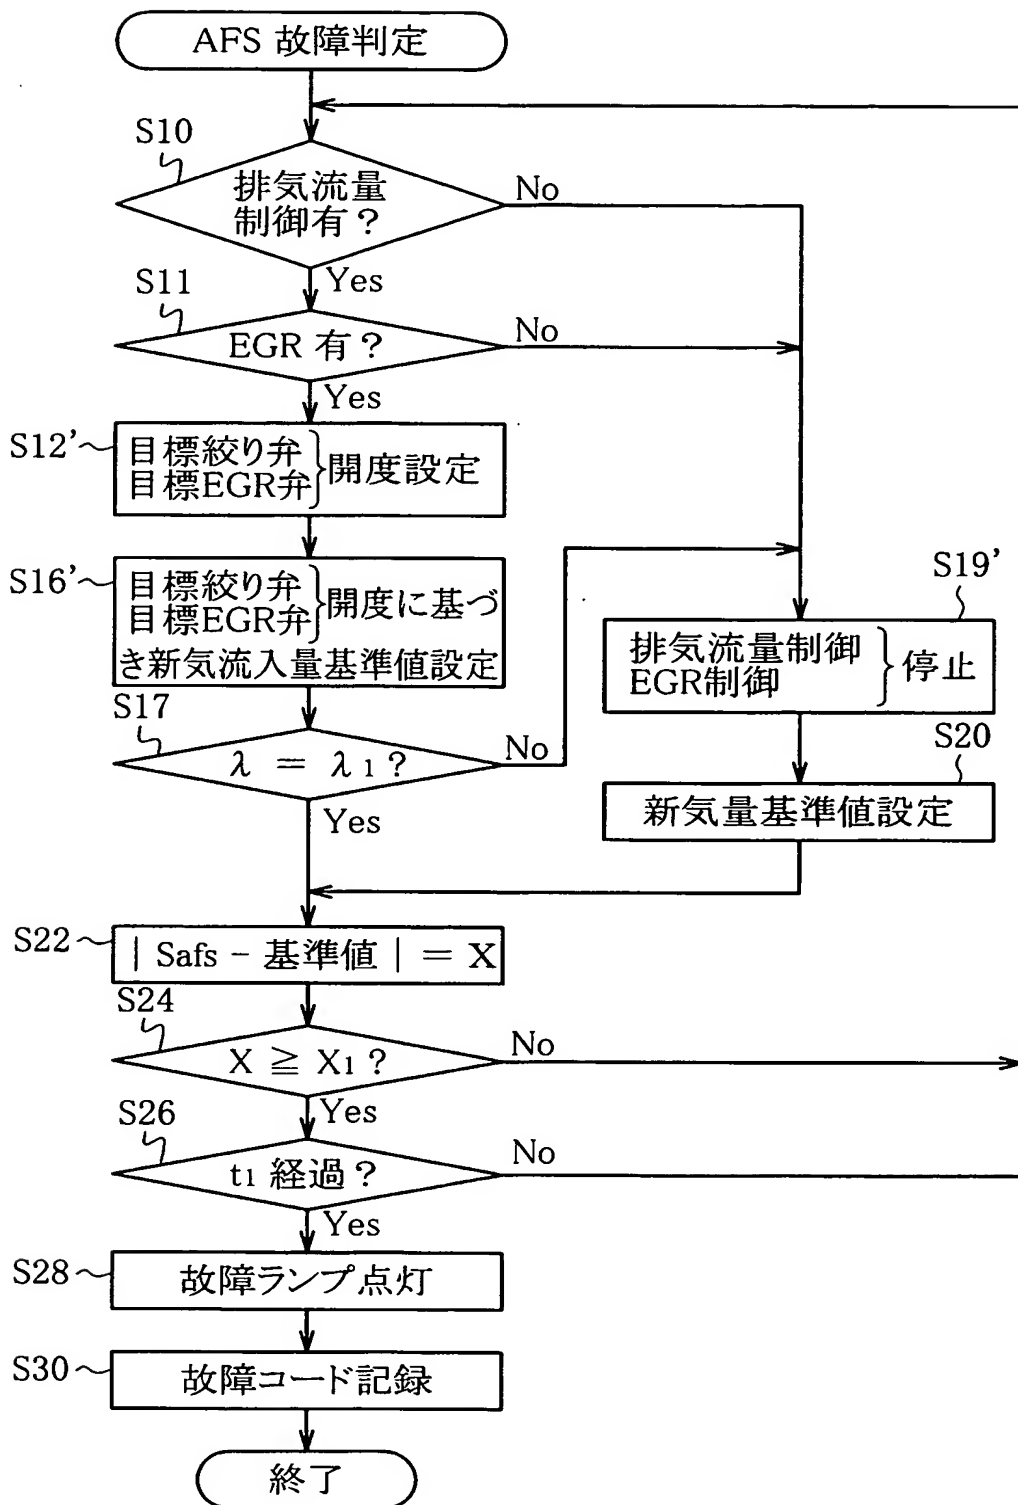 AFS 故障判定
S10
排気流量
制御有？
No
Yes
S11
EGR 有？
No
Yes
S12'
目標絞り弁
目標EGR弁
開度設定
S16'
目標絞り弁
目標EGR弁
開度に基づ
き新気流入量基準値設定
S19'
排気流量制御
EGR制御
停止
S17
λ = λ1？
No
Yes
S20
新気量基準値設定
S22
| Safs - 基準値 | = X
S24
X ≧ X1？
No
Yes
S26
t1 経過？
No
Yes
S28
故障ランプ点灯
S30
故障コード記録
終了